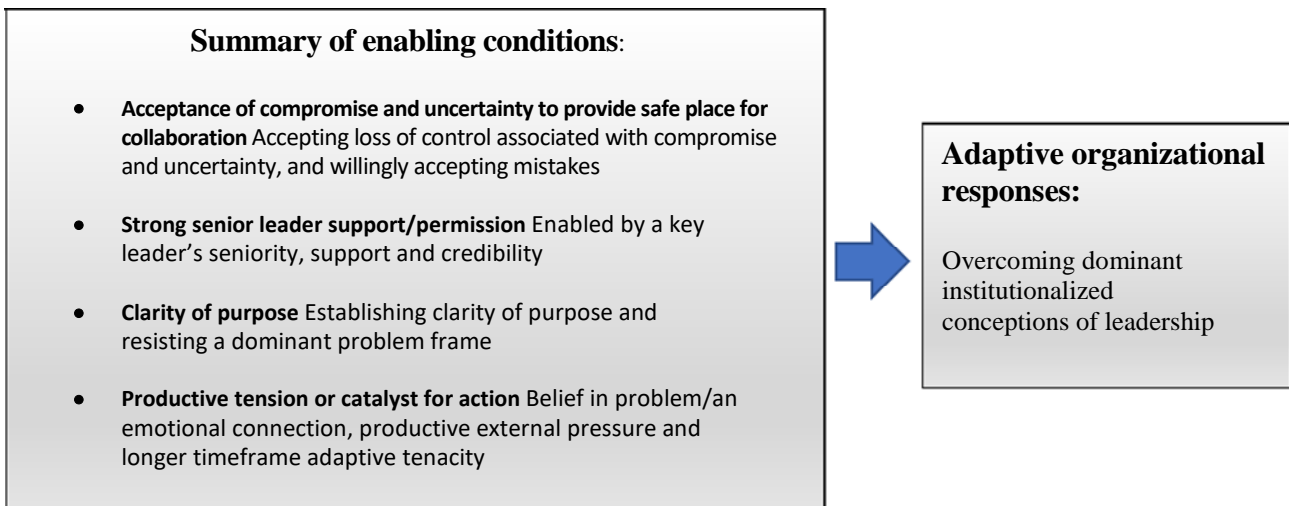 Summary of enabling conditions:
• Acceptance of compromise and uncertainty to provide safe place for
collaboration Accepting loss of control associated with compromise
and uncertainty, and willingly accepting mistakes
• Strong senior leader support/permission Enabled by a key
leader’s seniority, support and credibility
• Clarity of purpose Establishing clarity of purpose and
resisting a dominant problem frame
• Productive tension or catalyst for action Belief in problem/an
emotional connection, productive external pressure and
longer timeframe adaptive tenacity
Adaptive organizational
responses:
Overcoming dominant
institutionalized
conceptions of leadership